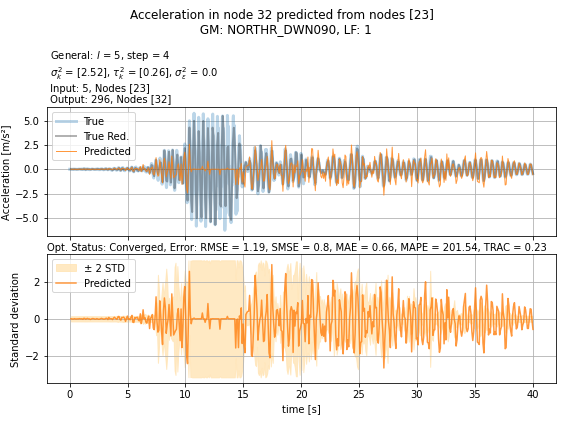 Acceleration in node 32 predicted from nodes [23]
GM: NORTHR_DWN090, LF: 1
General: l = 5, step = 4
σ²ₖ = [2.52], τ²ₖ = [0.26], σ²ε = 0.0
Input: 5, Nodes [23]
Output: 296, Nodes [32]
Acceleration [m/s²]
5.0
2.5
0.0
−2.5
−5.0
True
True Red.
Predicted
Opt. Status: Converged, Error: RMSE = 1.19, SMSE = 0.8, MAE = 0.66, MAPE = 201.54, TRAC = 0.23
Standard deviation
2
0
−2
± 2 STD
Predicted
0 5 10 15 20 25 30 35 40
time [s]